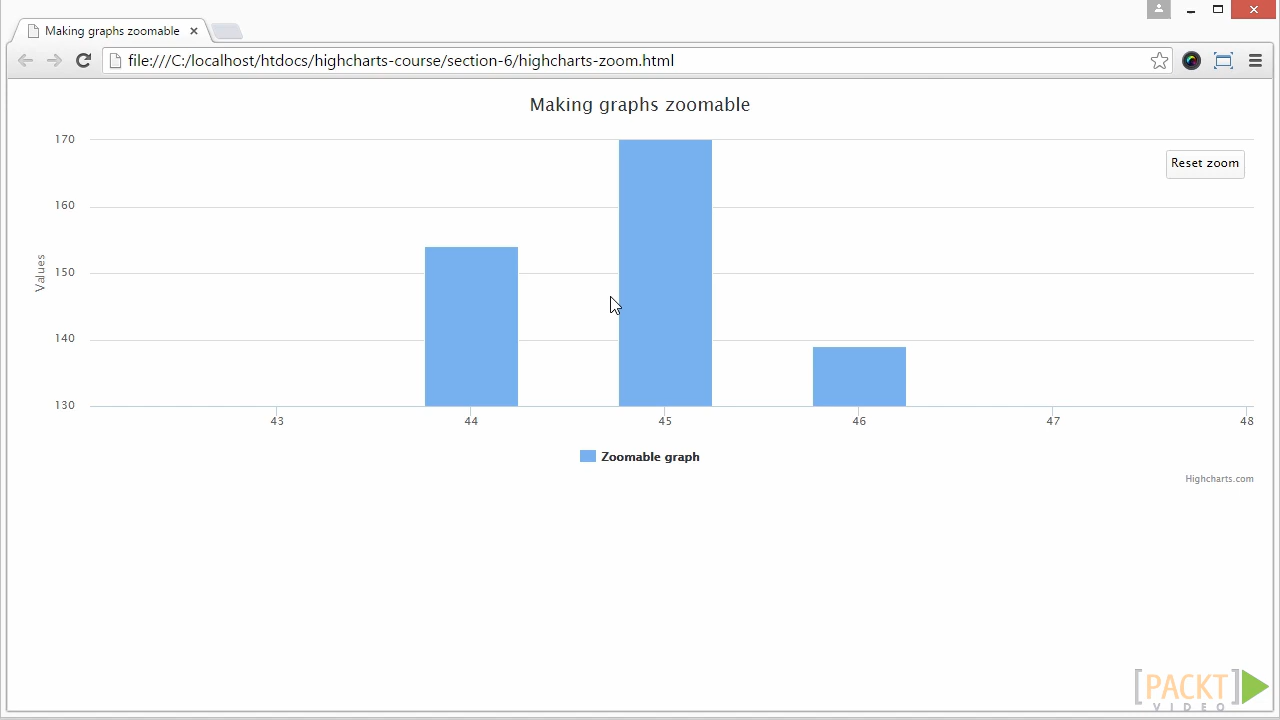 Making graphs zoomable
file:///C:/localhost/htdocs/highcharts-course/section-6/highcharts-zoom.html
Making graphs zoomable
170
Reset zoom
160
150
Values
140
130
43 44 45 46 47 48
Zoomable graph
Highcharts.com
[PACKT]
VIDEO